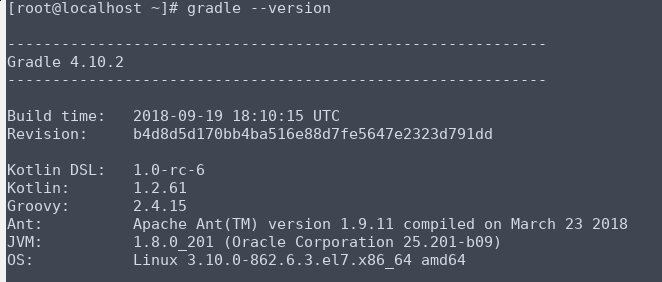 [root@localhost ~]# gradle --version
------------------------------------------------------------
Gradle 4.10.2
------------------------------------------------------------
Build time:   2018-09-19 18:10:15 UTC
Revision:     b4d8d5d170bb4ba516e88d7fe5647e2323d791dd
Kotlin DSL:   1.0-rc-6
Kotlin:       1.2.61
Groovy:       2.4.15
Ant:          Apache Ant(TM) version 1.9.11 compiled on March 23 2018
JVM:          1.8.0_201 (Oracle Corporation 25.201-b09)
OS:           Linux 3.10.0-862.6.3.el7.x86_64 amd64